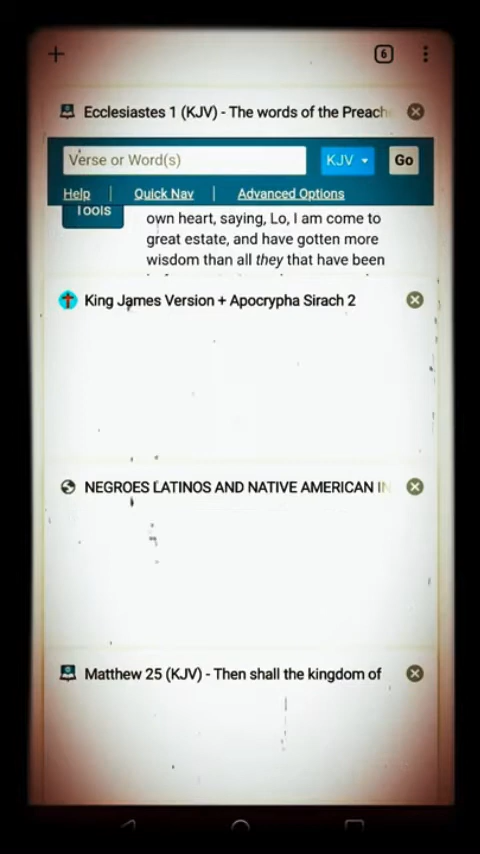 6
Ecclesiastes 1 (KJV) - The words of the Preach
Verse or Word(s)
KJV
Go
Help
Quick Nav
Advanced Options
Tools
own heart, saying, Lo, I am come to
great estate, and have gotten more
wisdom than all they that have been
King James Version + Apocrypha Sirach 2
NEGROES LATINOS AND NATIVE AMERICAN IN
Matthew 25 (KJV) - Then shall the kingdom of